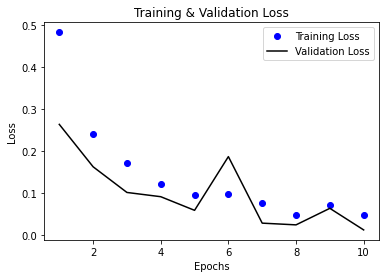 Training & Validation Loss
Training Loss
Validation Loss
Loss
0.5
0.4
0.3
0.2
0.1
0.0
2 4 6 8 10
Epochs